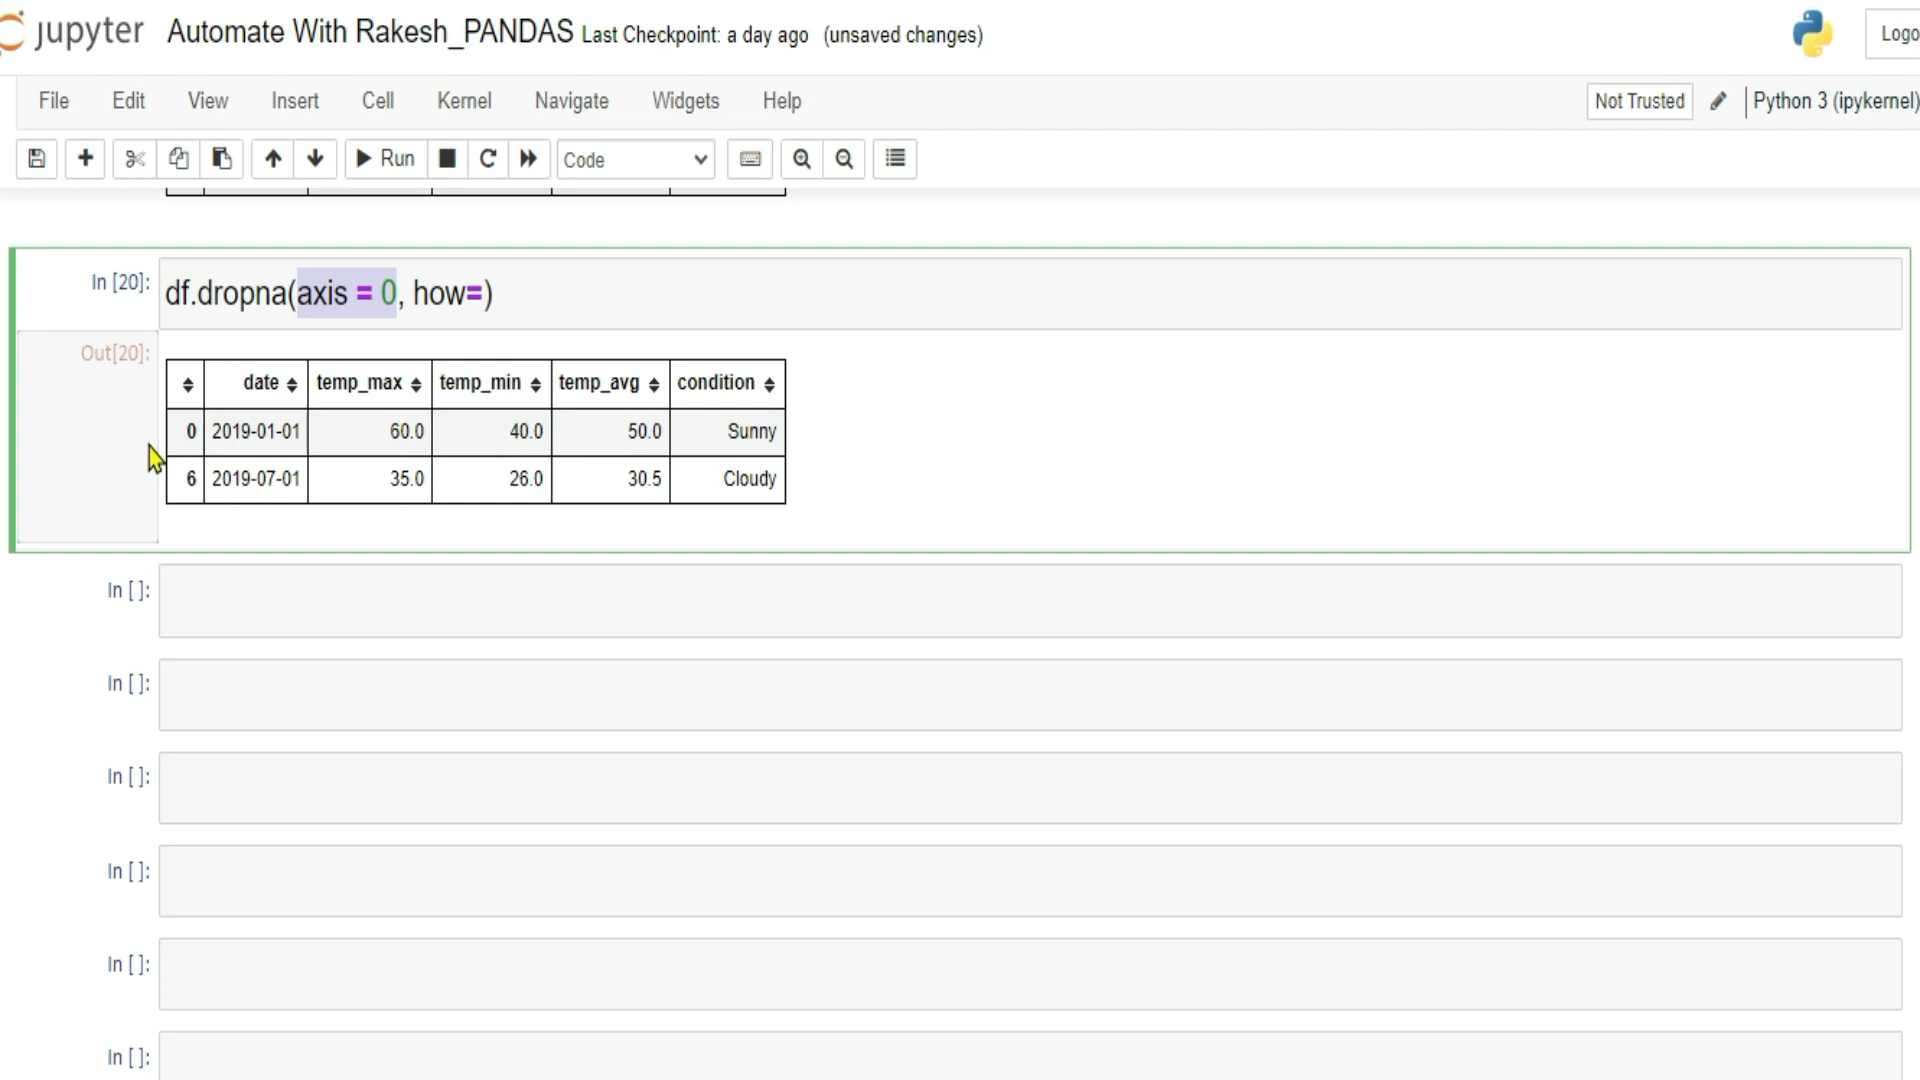 jupyter Automate With Rakesh_PANDAS Last Checkpoint: a day ago (unsaved changes)
Logo
File Edit View Insert Cell Kernel Navigate Widgets Help Not Trusted Python 3 (ipykernel)
Run Code
In [20]: df.dropna(axis = 0, how=)
Out[20]:
date temp_max temp_min temp_avg condition
0 2019-01-01 60.0 40.0 50.0 Sunny
6 2019-07-01 35.0 26.0 30.5 Cloudy
In [ ]:
In [ ]:
In [ ]:
In [ ]:
In [ ]:
In [ ]: